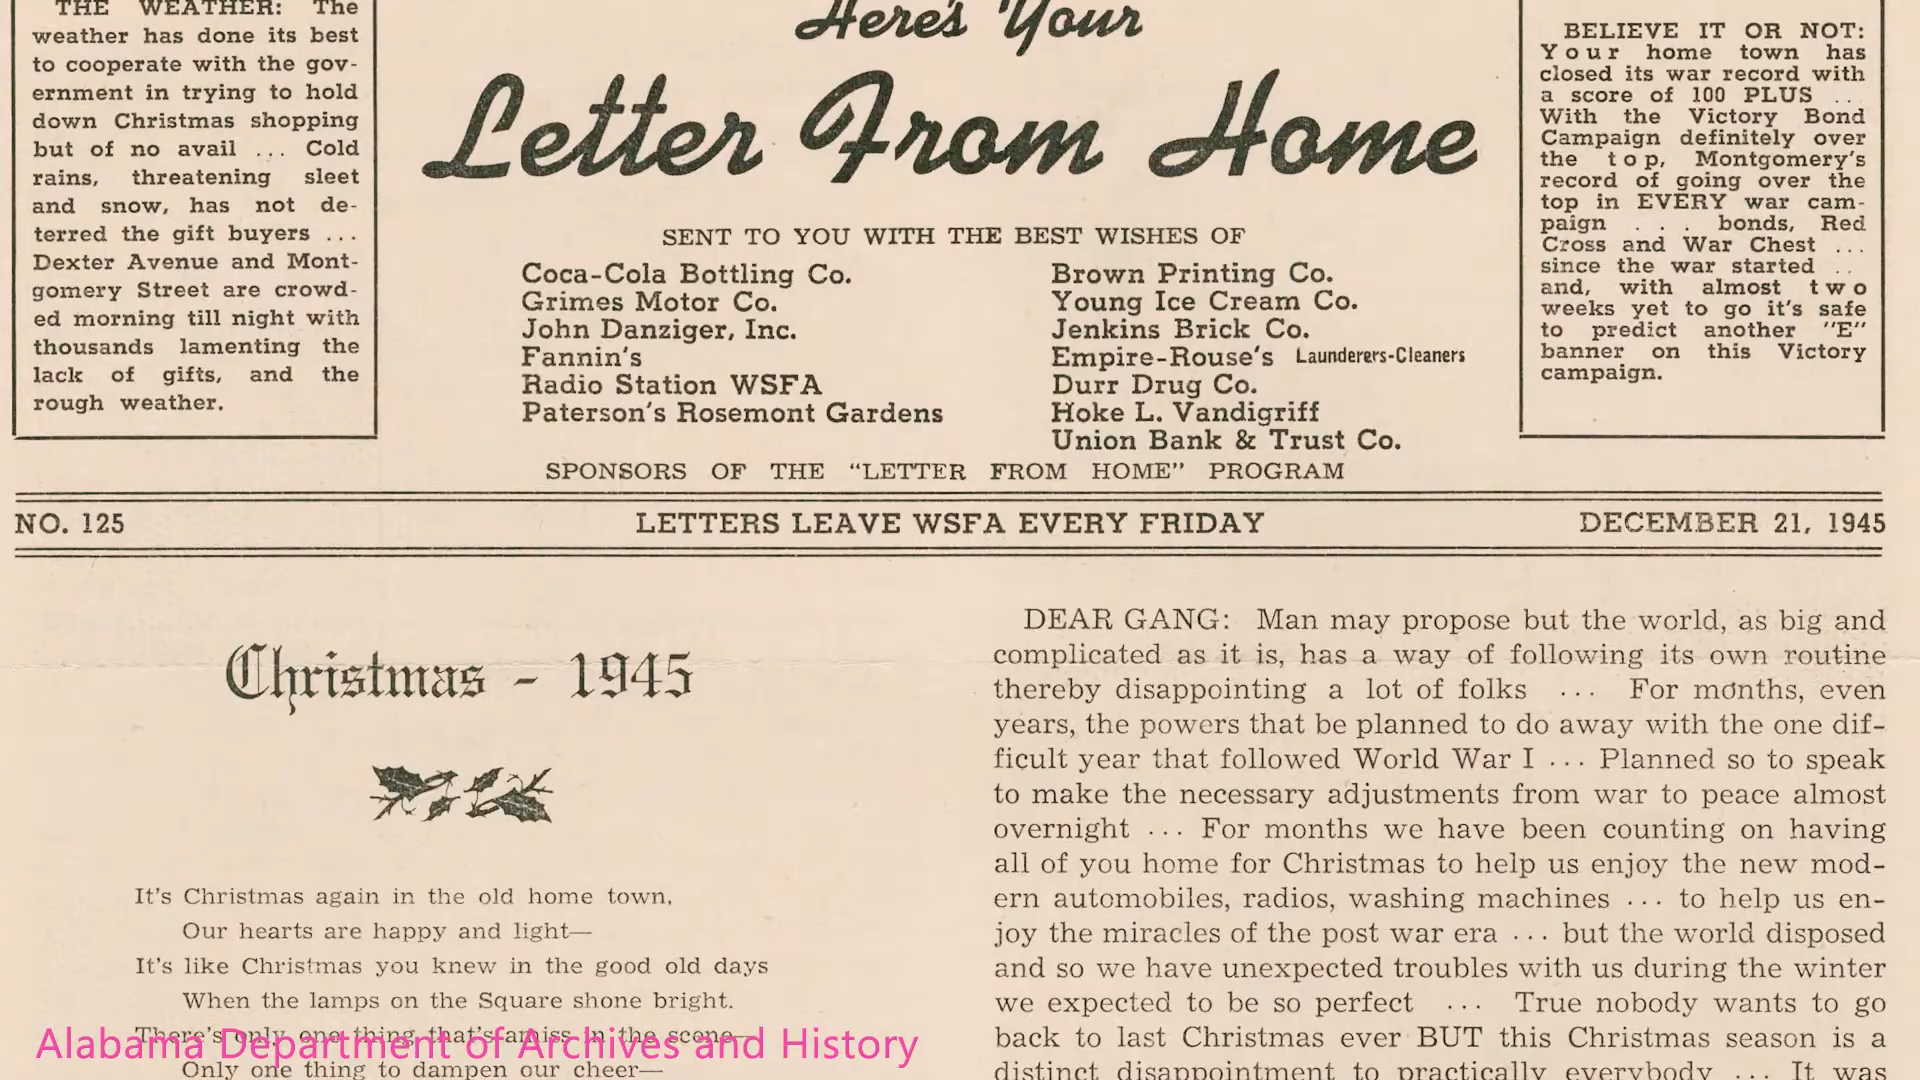 THE WEATHER: The
weather has done its best
to cooperate with the gov-
ernment in trying to hold
down Christmas shopping
but of no avail ... Cold
rains, threatening sleet
and snow, has not de-
terred the gift buyers ...
Dexter Avenue and Mont-
gomery Street are crowd-
ed morning till night with
thousands lamenting the
lack of gifts, and the
rough weather.
Here's Your
Letter From Home
SENT TO YOU WITH THE BEST WISHES OF
Coca-Cola Bottling Co.
Grimes Motor Co.
John Danziger, Inc.
Fannin's
Radio Station WSFA
Paterson's Rosemont Gardens
Brown Printing Co.
Young Ice Cream Co.
Jenkins Brick Co.
Empire-Rouse's Launderers-Cleaners
Durr Drug Co.
Hoke L. Vandigriff
Union Bank & Trust Co.
SPONSORS OF THE "LETTER FROM HOME" PROGRAM
BELIEVE IT OR NOT:
Your home town has
closed its war record with
a score of 100 PLUS ...
With the Victory Bond
Campaign definitely over
the top, Montgomery's
record of going over the
top in EVERY war cam-
paign . . . bonds, Red
Cross and War Chest ...
since the war started ..
and, with almost two
weeks yet to go it's safe
to predict another "E"
banner on this Victory
campaign.
NO. 125
LETTERS LEAVE WSFA EVERY FRIDAY
DECEMBER 21, 1945
Christmas - 1945
It's Christmas again in the old home town,
Our hearts are happy and light—
It's like Christmas you knew in the good old days
When the lamps on the Square shone bright.
There's only one thing that's amiss in the scene—
Only one thing to dampen our cheer—
DEAR GANG: Man may propose but the world, as big and
complicated as it is, has a way of following its own routine
thereby disappointing a lot of folks ... For months, even
years, the powers that be planned to do away with the one dif-
ficult year that followed World War I ... Planned so to speak
to make the necessary adjustments from war to peace almost
overnight ... For months we have been counting on having
all of you home for Christmas to help us enjoy the new mod-
ern automobiles, radios, washing machines ... to help us en-
joy the miracles of the post war era ... but the world disposed
and so we have unexpected troubles with us during the winter
we expected to be so perfect ... True nobody wants to go
back to last Christmas ever BUT this Christmas season is a
distinct disappointment to practically everybody ... It was
Alabama Department of Archives and History